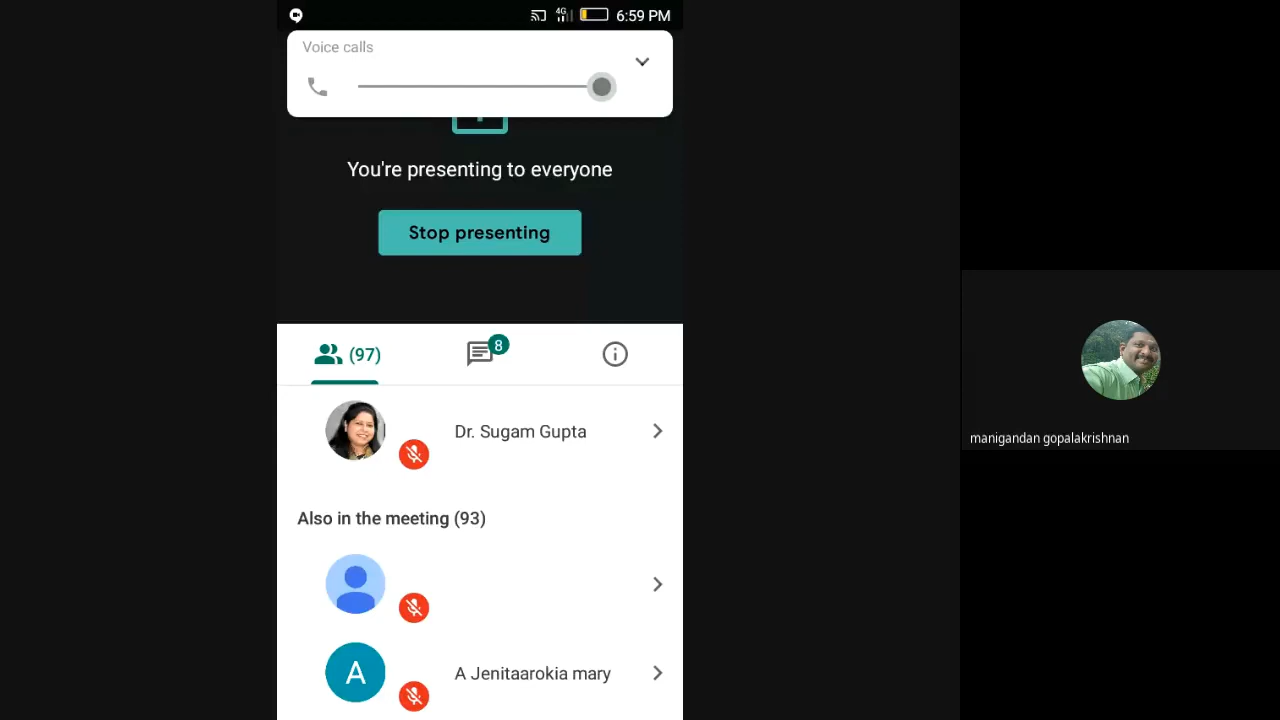 4G 6:59 PM
Voice calls
You're presenting to everyone
Stop presenting
(97) 8
Dr. Sugam Gupta
manigandan gopalakrishnan
Also in the meeting (93)
A A Jenitaarokia mary